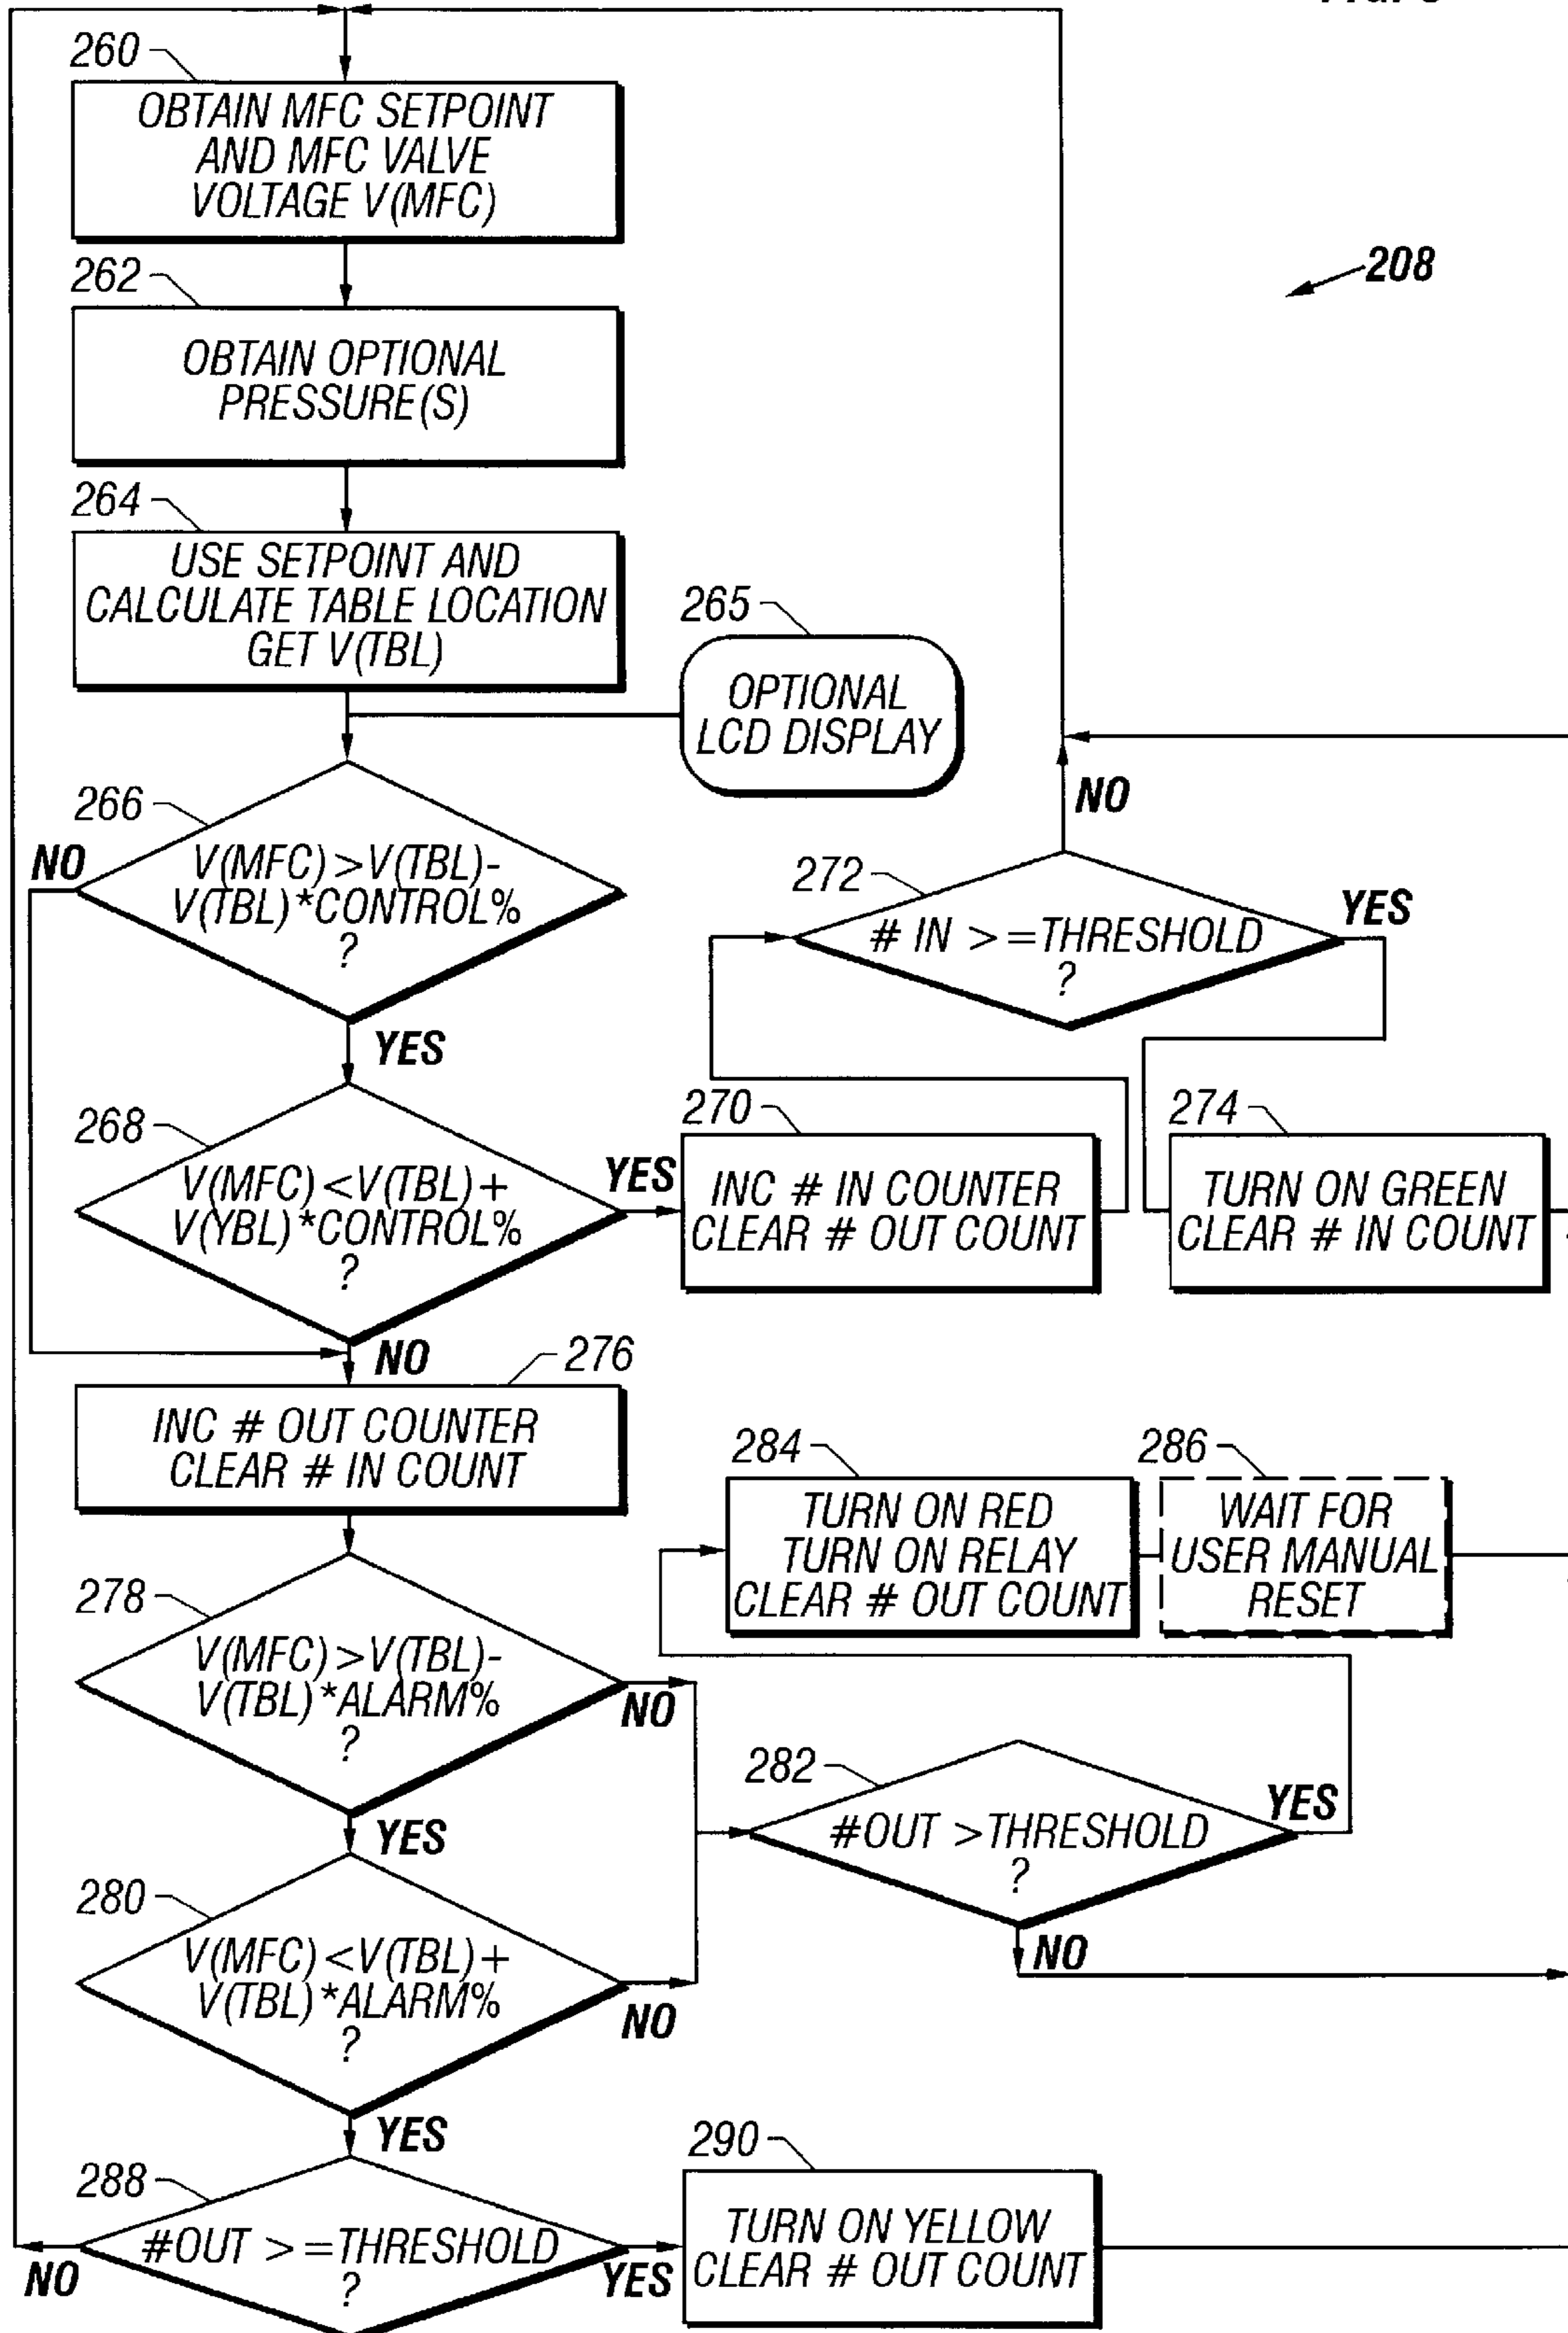 260
OBTAIN MFC SETPOINT
AND MFC VALVE
VOLTAGE V(MFC)
208
262
OBTAIN OPTIONAL
PRESSURE(S)
264
USE SETPOINT AND
CALCULATE TABLE LOCATION
GET V(TBL)
265
OPTIONAL
LCD DISPLAY
266
NO
V(MFC) >V(TBL)-
V(TBL)*CONTROL%
?
YES
NO
272
# IN > =THRESHOLD
?
YES
268
V(MFC) <V(TBL)+
V(YBL)*CONTROL%
?
YES
NO
270
INC # IN COUNTER
CLEAR # OUT COUNT
274
TURN ON GREEN
CLEAR # IN COUNT
276
INC # OUT COUNTER
CLEAR # IN COUNT
284
TURN ON RED
TURN ON RELAY
CLEAR # OUT COUNT
286
WAIT FOR
USER MANUAL
RESET
278
V(MFC) >V(TBL)-
V(TBL)*ALARM%
?
NO
YES
282
#OUT >THRESHOLD
?
YES
NO
280
V(MFC) <V(TBL)+
V(TBL)*ALARM%
?
NO
YES
288
#OUT > =THRESHOLD
?
NO
YES
290
TURN ON YELLOW
CLEAR # OUT COUNT